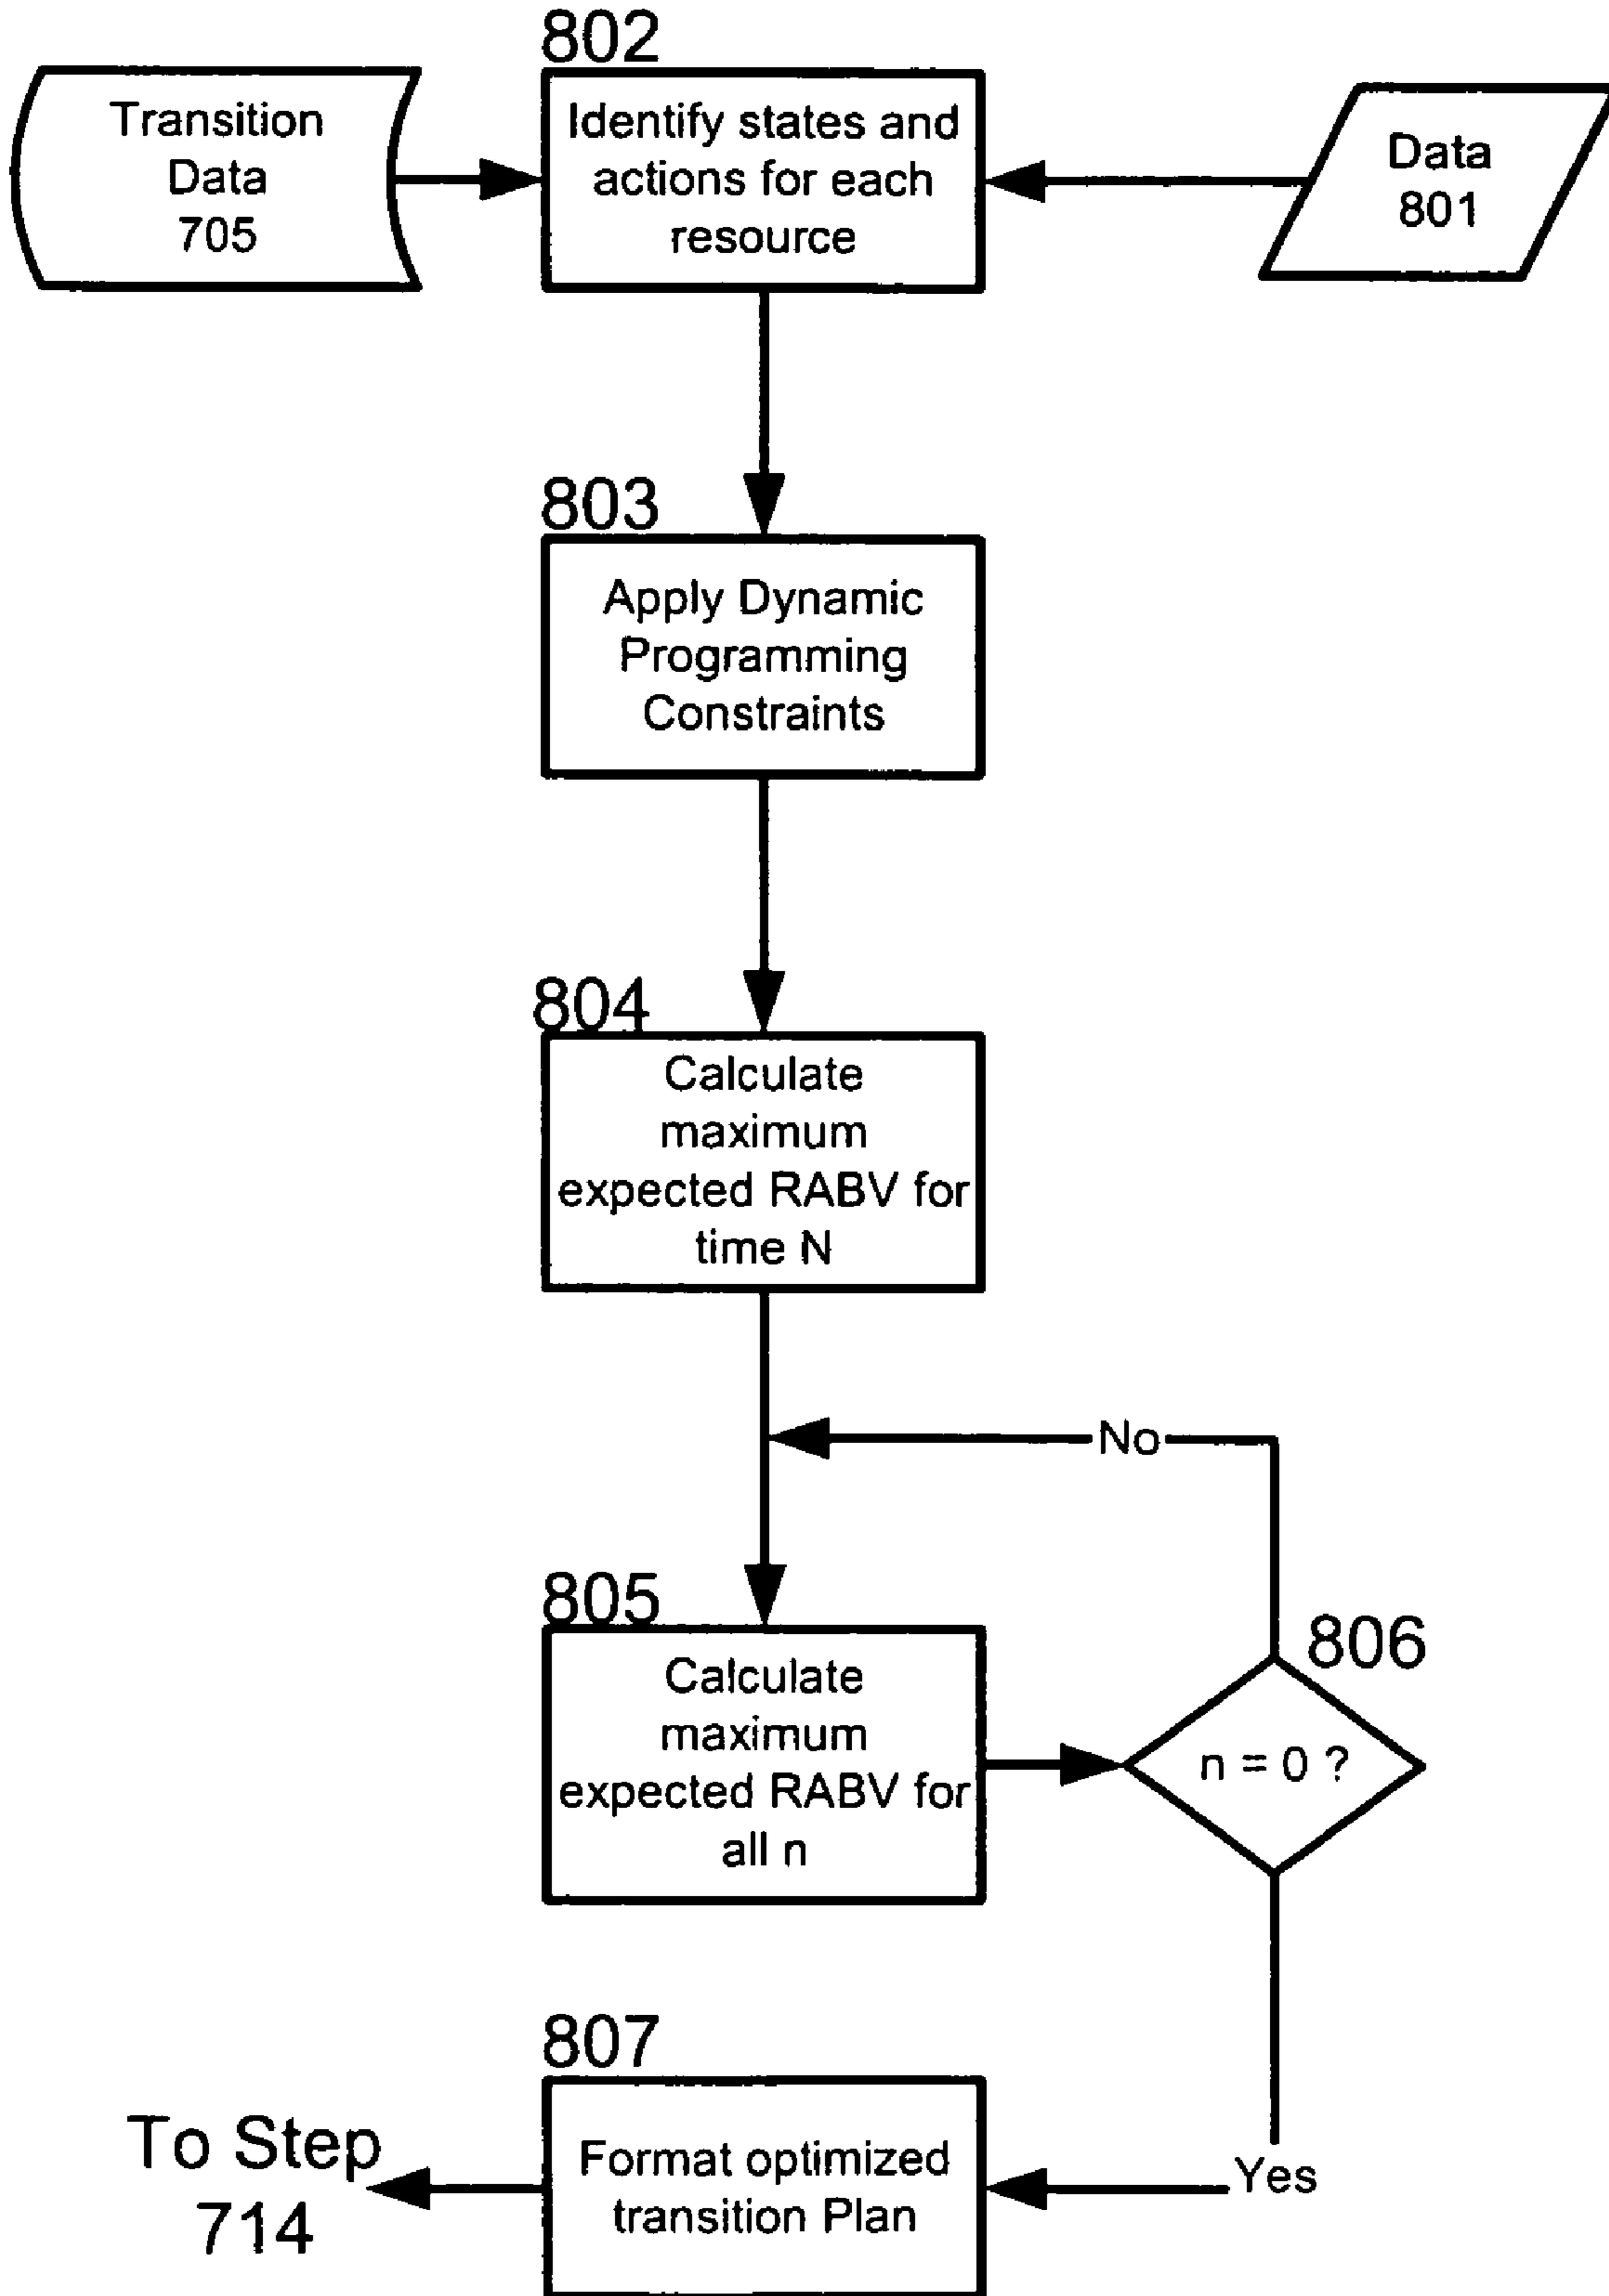 802
Transition
Data
705
Identify states and
actions for each
resource
Data
801
803
Apply Dynamic
Programming
Constraints
804
Calculate
maximum
expected RABV for
time N
No
805
Calculate
maximum
expected RABV for
all n
806
n = 0 ?
807
To Step
714
Format optimized
transition Plan
Yes